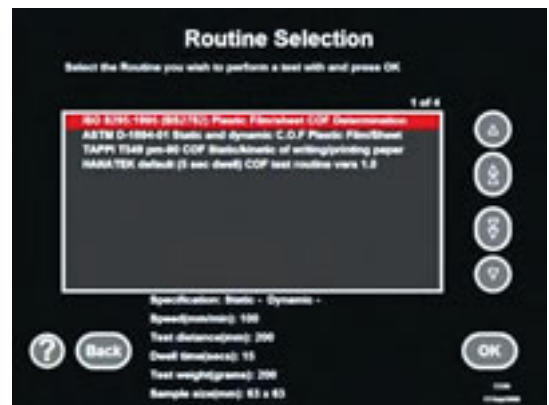 Routine Selection
Select the Routine you wish to perform a test with and press OK
1 of 4
ISO 8295:1995 (BS2782) Plastic Film/sheet COF Determination
ASTM D-1894-01 Static and dynamic C.O.F Plastic Film/Sheet
TAPPI T549 pm-90 COF Static/kinetic of writing/printing paper
HANATEK default (5 sec dwell) COF test routine vers 1.0
Specification: Static - Dynamic -
Speed(mm/min): 100
Test distance(mm): 200
? Back
Dwell time(secs): 15
OK
Test weight(grams): 200
Sample size(mm): 63 x 63